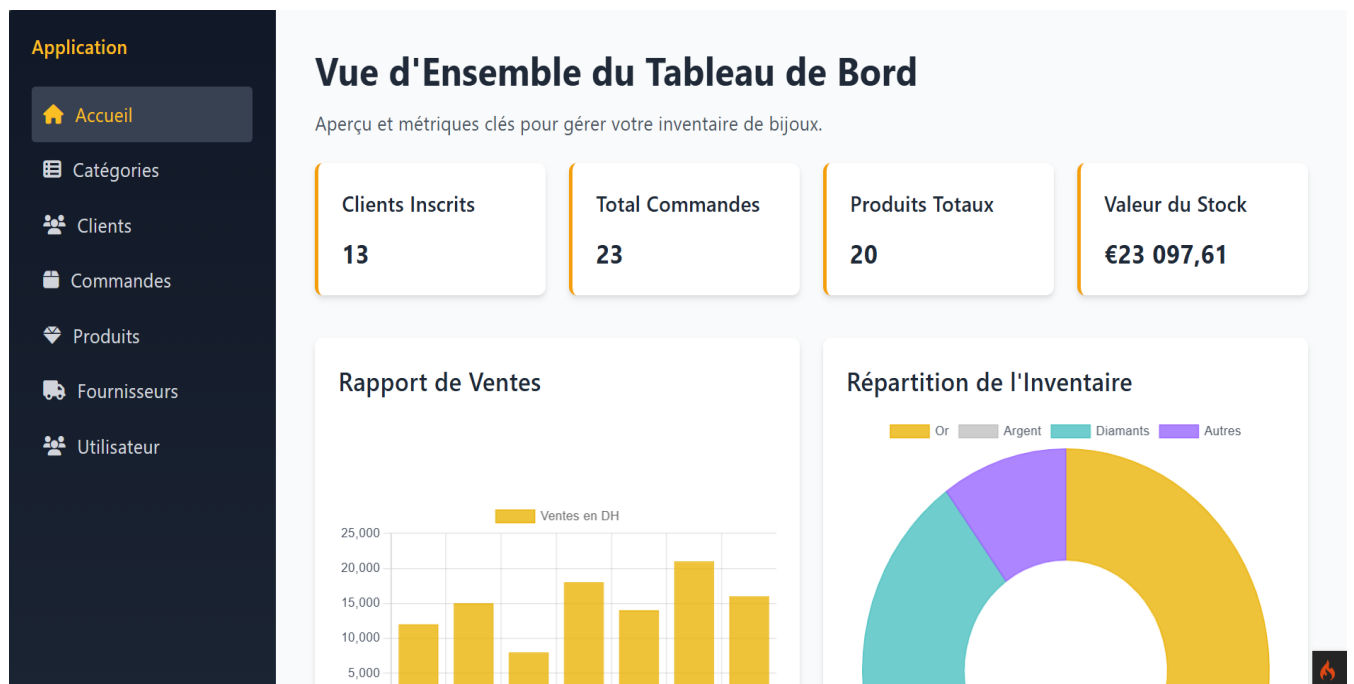 Application
Accueil
Catégories
Clients
Commandes
Produits
Fournisseurs
Utilisateur
Vue d'Ensemble du Tableau de Bord
Aperçu et métriques clés pour gérer votre inventaire de bijoux.
Clients Inscrits
13
Total Commandes
23
Produits Totaux
20
Valeur du Stock
€23 097,61
Rapport de Ventes
Ventes en DH
25,000
20,000
15,000
10,000
5,000
Répartition de l'Inventaire
Or Argent Diamants Autres